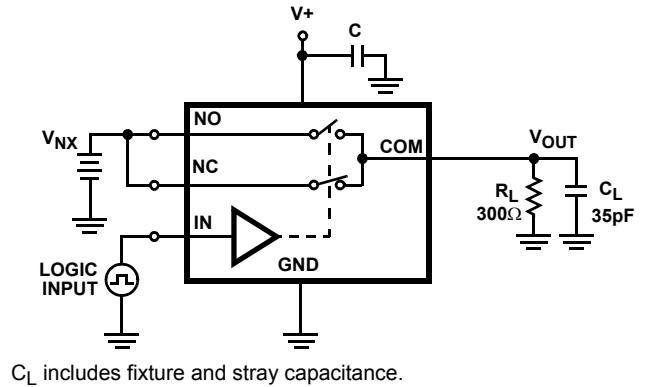 V+
C
NO
V_NX
NC
COM
V_OUT
IN
R_L
300Ω
C_L
35pF
LOGIC
INPUT
GND
C_L includes fixture and stray capacitance.